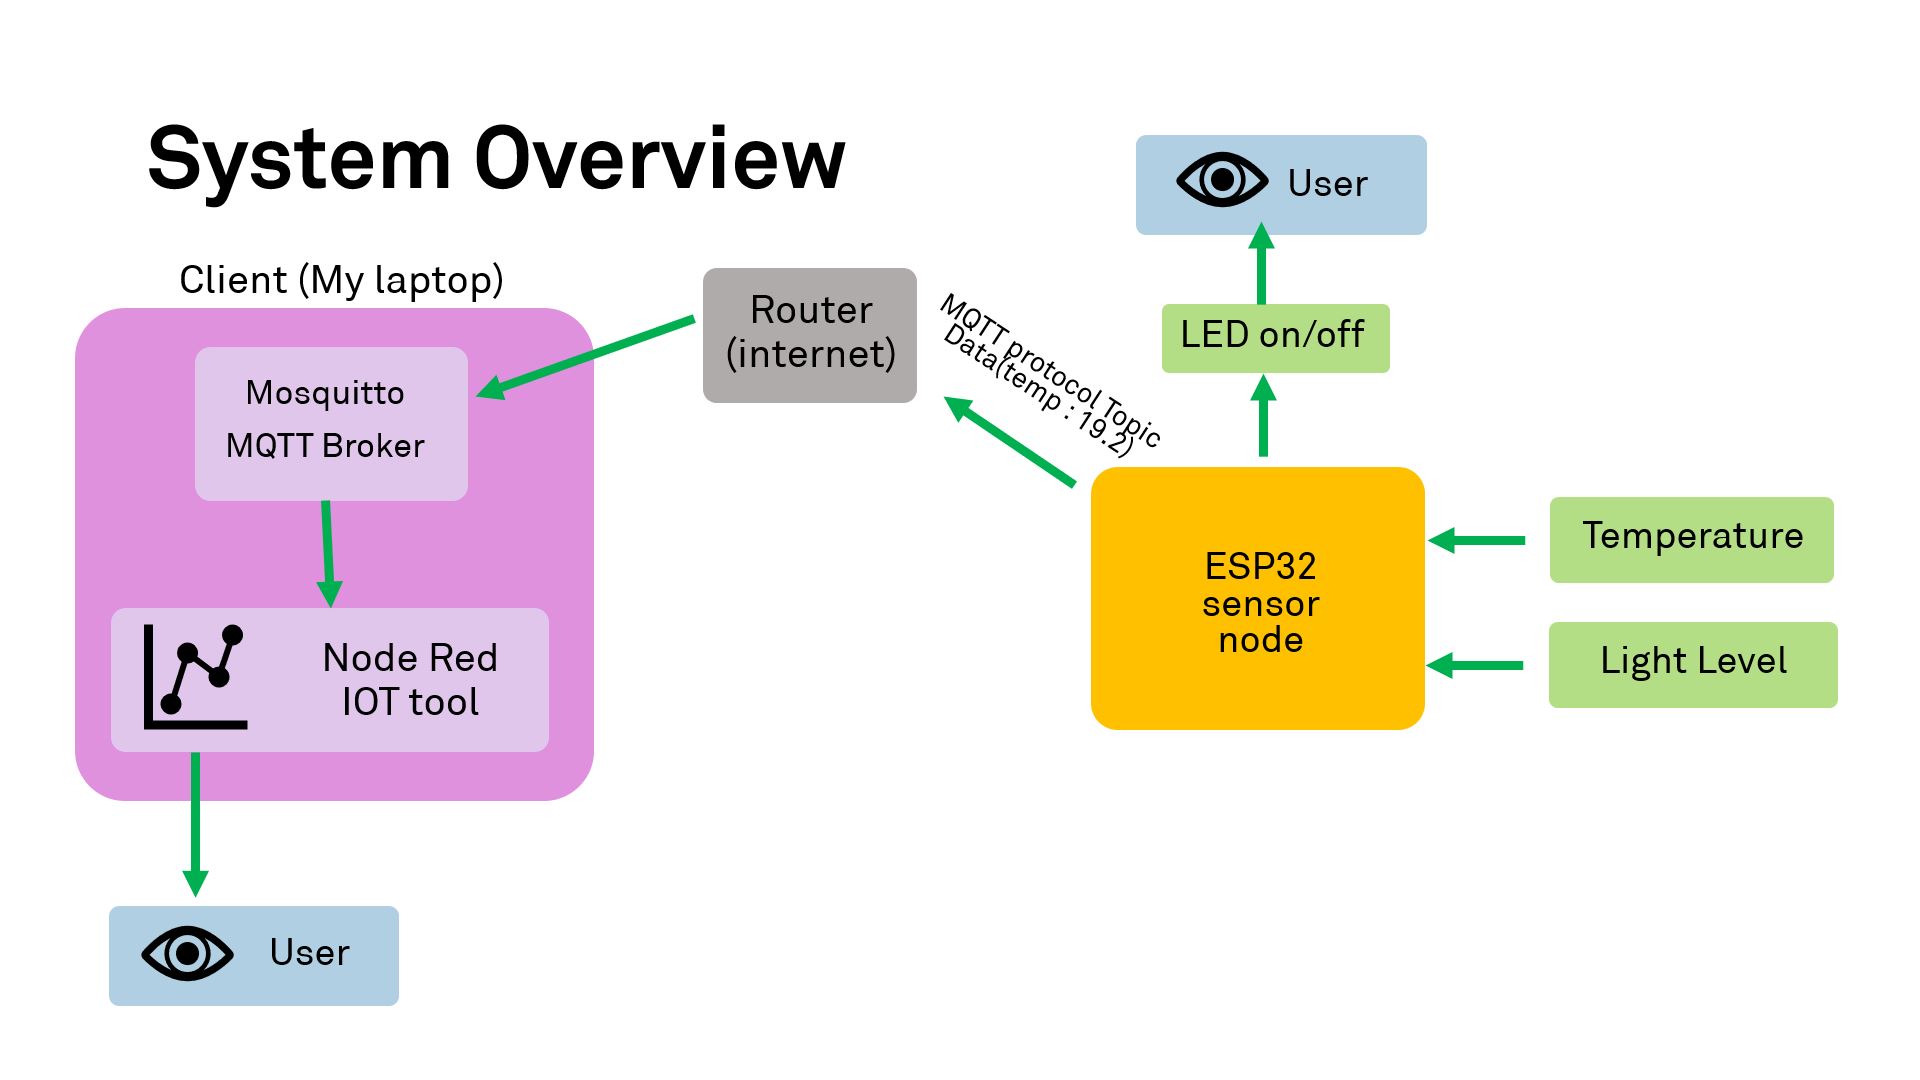 System Overview
Client (My laptop)
Mosquitto
MQTT Broker
Node Red
IOT tool
User
Router
(internet)
MQTT protocol Topic
Data(temp : 19.2)
User
LED on/off
ESP32
sensor
node
Temperature
Light Level